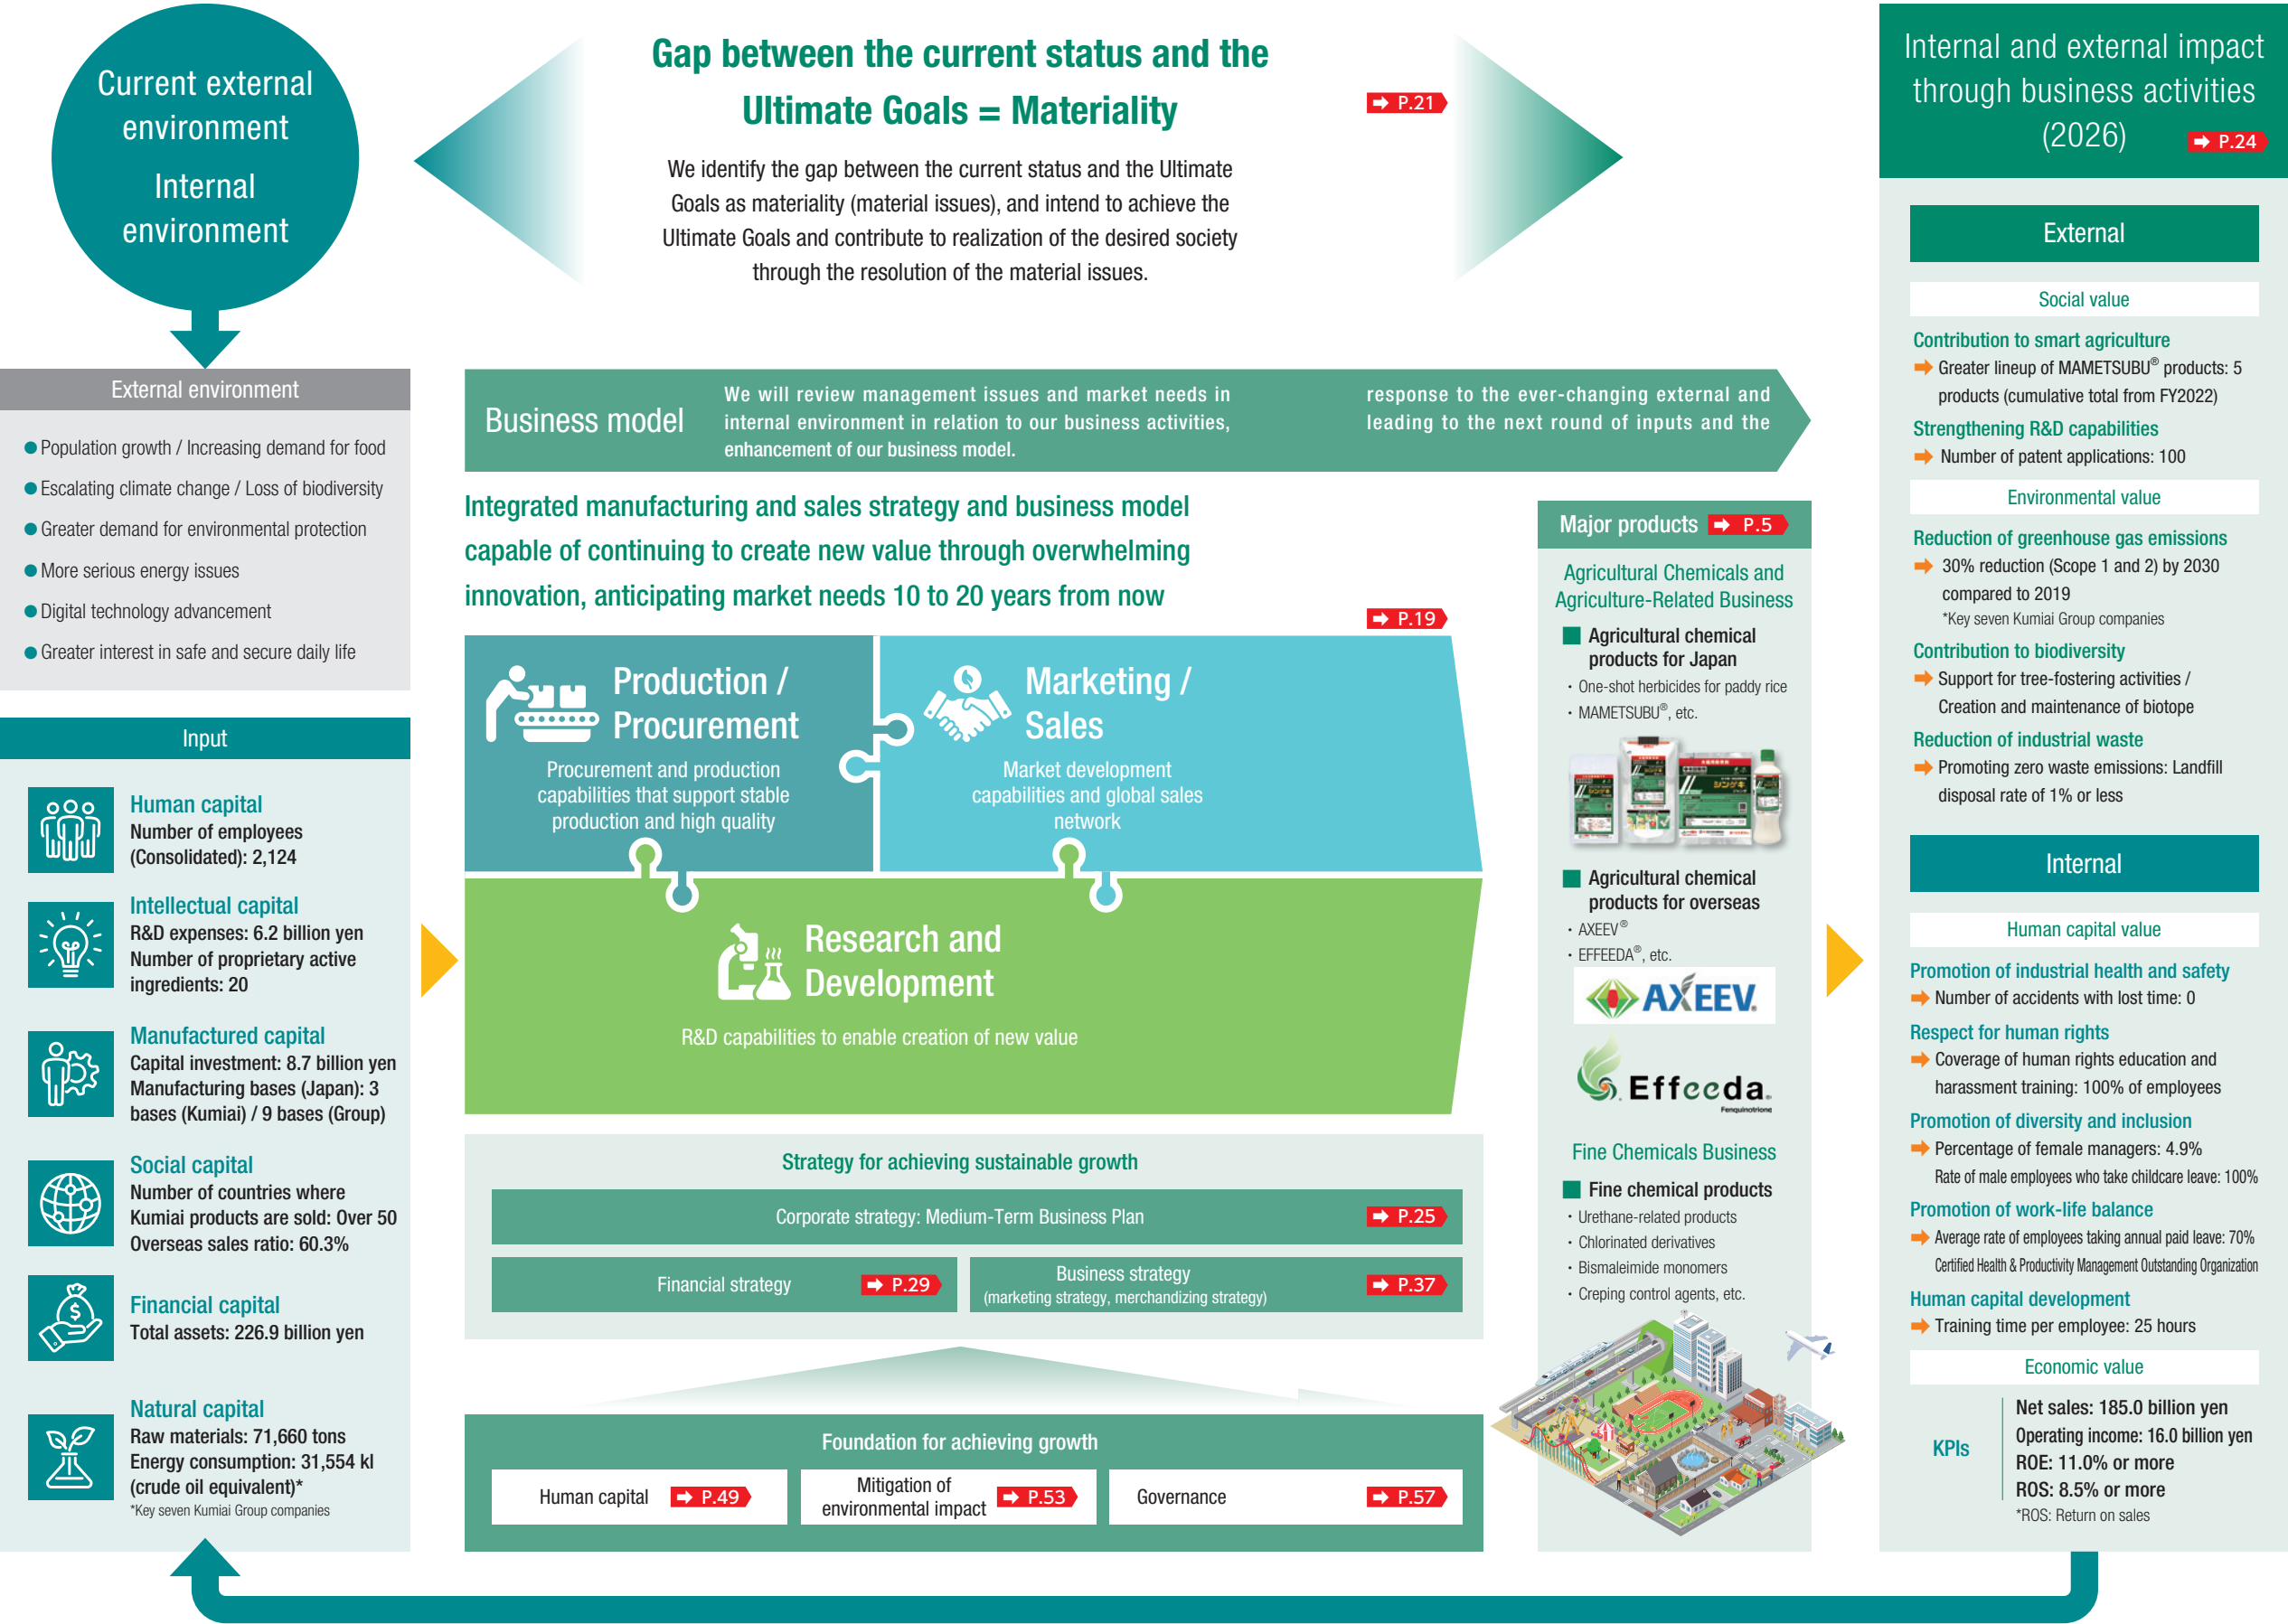 Current external
environment
Internal
environment
Gap between the current status and the
Ultimate Goals = Materiality
P.21
We identify the gap between the current status and the Ultimate
Goals as materiality (material issues), and intend to achieve the
Ultimate Goals and contribute to realization of the desired society
through the resolution of the material issues.
External environment
Population growth / Increasing demand for food
Escalating climate change / Loss of biodiversity
Greater demand for environmental protection
More serious energy issues
Digital technology advancement
Greater interest in safe and secure daily life
Input
Human capital
Number of employees
(Consolidated): 2,124
Intellectual capital
R&D expenses: 6.2 billion yen
Number of proprietary active
ingredients: 20
Manufactured capital
Capital investment: 8.7 billion yen
Manufacturing bases (Japan): 3
bases (Kumiai) / 9 bases (Group)
Social capital
Number of countries where
Kumiai products are sold: Over 50
Overseas sales ratio: 60.3%
Financial capital
Total assets: 226.9 billion yen
Natural capital
Raw materials: 71,660 tons
Energy consumption: 31,554 kl
(crude oil equivalent)*
*Key seven Kumiai Group companies
Business model
We will review management issues and market needs in response to the ever-changing external and
internal environment in relation to our business activities, leading to the next round of inputs and the
enhancement of our business model.
Integrated manufacturing and sales strategy and business model
capable of continuing to create new value through overwhelming
innovation, anticipating market needs 10 to 20 years from now
P.19
Production /
Procurement
Procurement and production
capabilities that support stable
production and high quality
Marketing /
Sales
Market development
capabilities and global sales
network
Research and
Development
R&D capabilities to enable creation of new value
Strategy for achieving sustainable growth
Corporate strategy: Medium-Term Business Plan P.25
Financial strategy P.29
Business strategy
(marketing strategy, merchandizing strategy) P.37
Foundation for achieving growth
Human capital P.49
Mitigation of
environmental impact P.53
Governance P.57
Major products P.5
Agricultural Chemicals and
Agriculture-Related Business
Agricultural chemical
products for Japan
・One-shot herbicides for paddy rice
・MAMETSUBU®, etc.
シンゲキ
Agricultural chemical
products for overseas
・AXEEV®
・EFFEEDA®, etc.
AXEEV
Effeeda
Fenquinotrione
Fine Chemicals Business
Fine chemical products
・Urethane-related products
・Chlorinated derivatives
・Bismaleimide monomers
・Creping control agents, etc.
Internal and external impact
through business activities
(2026) P.24
External
Social value
Contribution to smart agriculture
Greater lineup of MAMETSUBU® products: 5
products (cumulative total from FY2022)
Strengthening R&D capabilities
Number of patent applications: 100
Environmental value
Reduction of greenhouse gas emissions
30% reduction (Scope 1 and 2) by 2030
compared to 2019
*Key seven Kumiai Group companies
Contribution to biodiversity
Support for tree-fostering activities /
Creation and maintenance of biotope
Reduction of industrial waste
Promoting zero waste emissions: Landfill
disposal rate of 1% or less
Internal
Human capital value
Promotion of industrial health and safety
Number of accidents with lost time: 0
Respect for human rights
Coverage of human rights education and
harassment training: 100% of employees
Promotion of diversity and inclusion
Percentage of female managers: 4.9%
Rate of male employees who take childcare leave: 100%
Promotion of work-life balance
Average rate of employees taking annual paid leave: 70%
Certified Health & Productivity Management Outstanding Organization
Human capital development
Training time per employee: 25 hours
Economic value
KPIs
Net sales: 185.0 billion yen
Operating income: 16.0 billion yen
ROE: 11.0% or more
ROS: 8.5% or more
*ROS: Return on sales